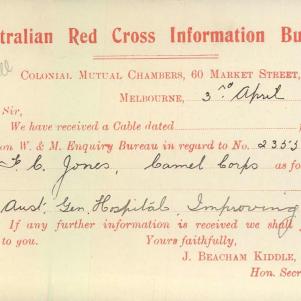 tralian Red Cross Information Bu
COLONIAL MUTUAL CHAMBERS, 60 MARKET STREET,
MELBOURNE, 3rd April
Sir,
We have received a Cable dated
on W. & M. Enquiry Bureau in regard to No. 2353
F. C. Jones, Camel Corps as fo
Aust. Gen. Hospital, Improving
If any further information is received we shall
to you. Yours faithfully,
J. BEACHAM KIDDLE,
Hon. Secr